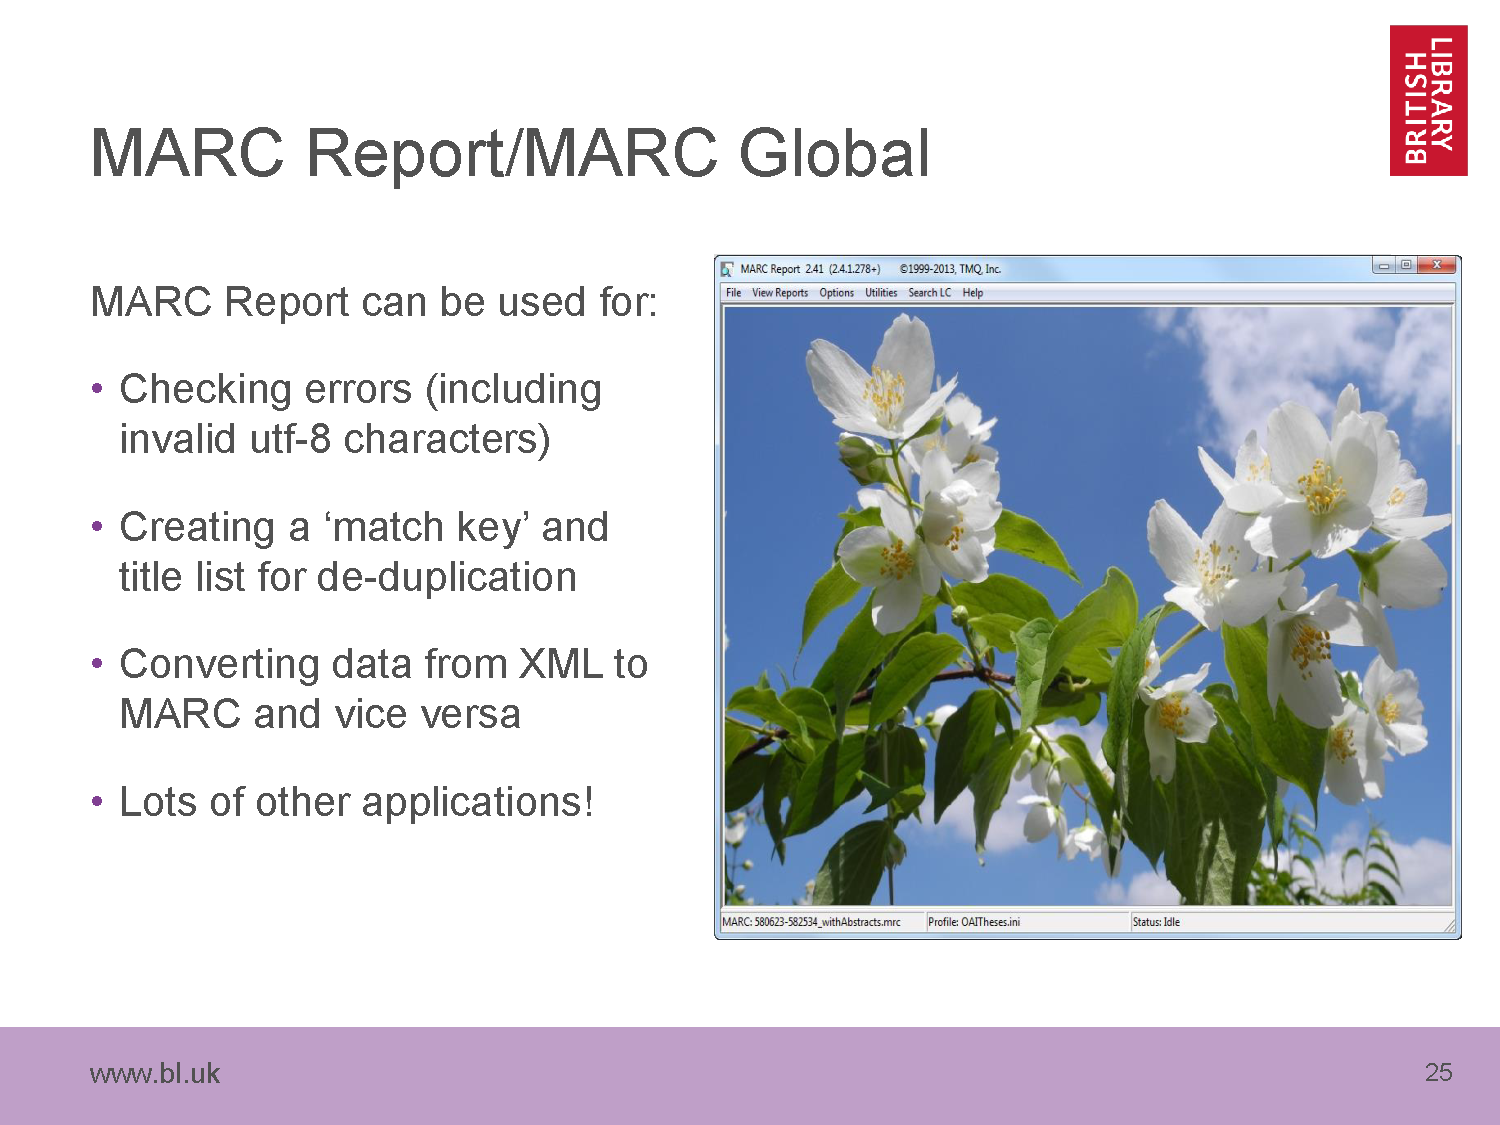 BRITISH
LIBRARY
MARC Report/MARC Global
MARC Report can be used for:
• Checking errors (including
invalid utf-8 characters)
• Creating a ‘match key’ and
title list for de-duplication
• Converting data from XML to
MARC and vice versa
• Lots of other applications!
MARC Report 2.41 (2.4.1.278+) ©1999-2013, TMQ, Inc.
File View Reports Options Utilities Search LC Help
MARC: 580623-582534_withAbstracts.mrc Profile: OAITheses.ini Status: Idle
www.bl.uk
25